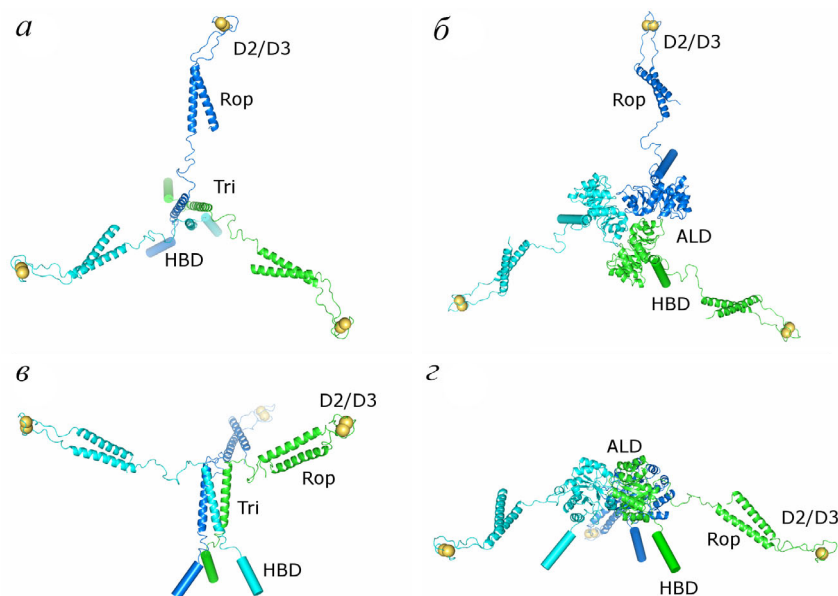 а
D2/D3
Rop
Tri
HBD
б
D2/D3
Rop
ALD
HBD
в
D2/D3
Rop
Tri
HBD
г
ALD
D2/D3
Rop
HBD